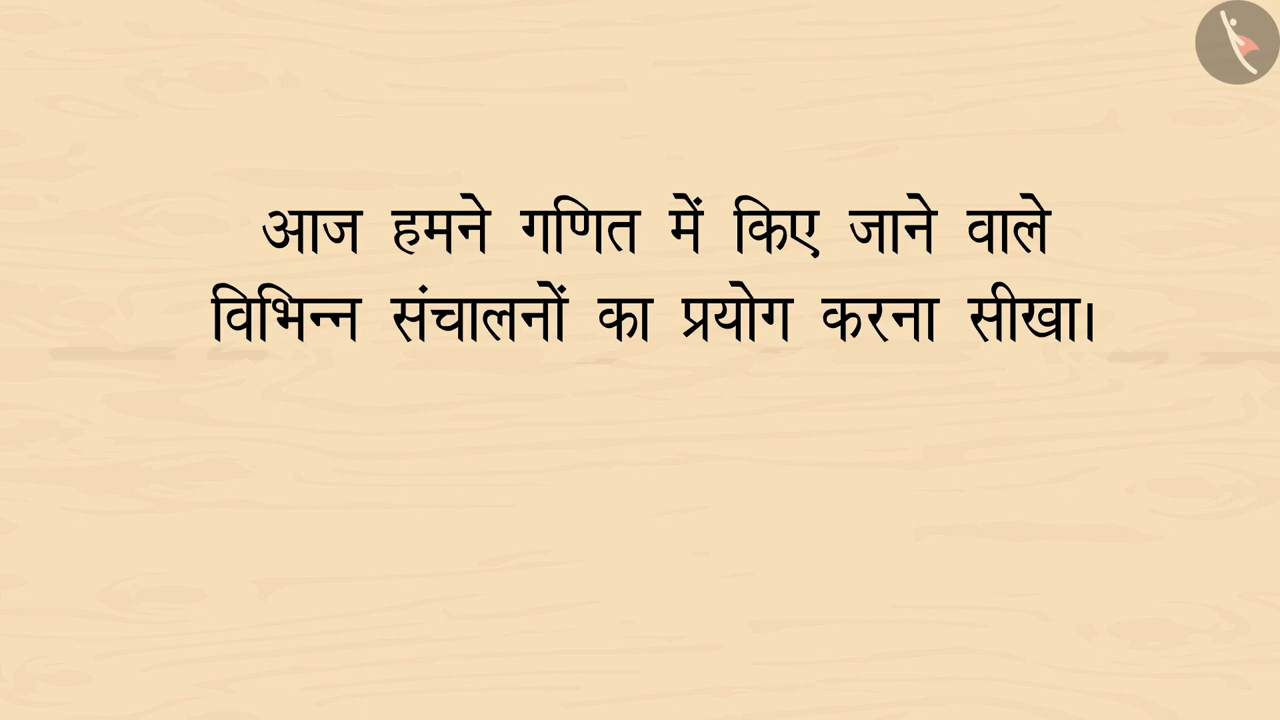 आज हमने गणित में किए जाने वाले
विभिन्न संचालनों का प्रयोग करना सीखा।